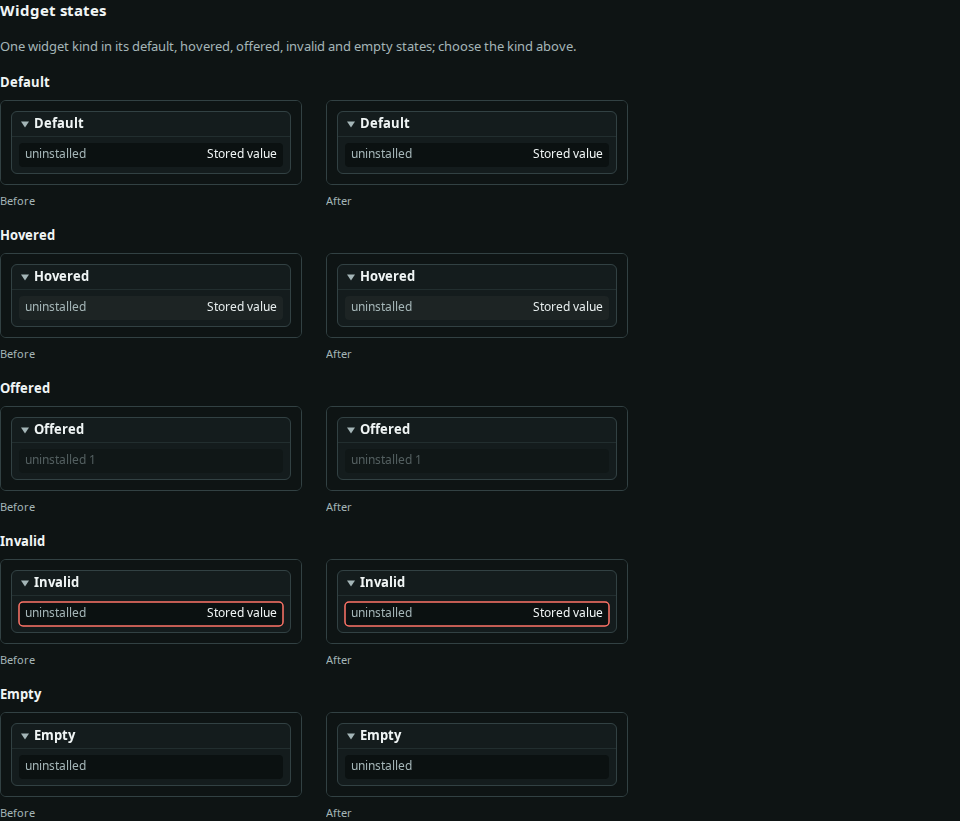 Widget states
One widget kind in its default, hovered, offered, invalid and empty states; choose the kind above.
Default
Default
Default
uninstalled Stored value
uninstalled Stored value
Before
After
Hovered
Hovered
Hovered
uninstalled Stored value
uninstalled Stored value
Before
After
Offered
Offered
Offered
uninstalled 1
uninstalled 1
Before
After
Invalid
Invalid
Invalid
uninstalled Stored value
uninstalled Stored value
Before
After
Empty
Empty
Empty
uninstalled
uninstalled
Before
After